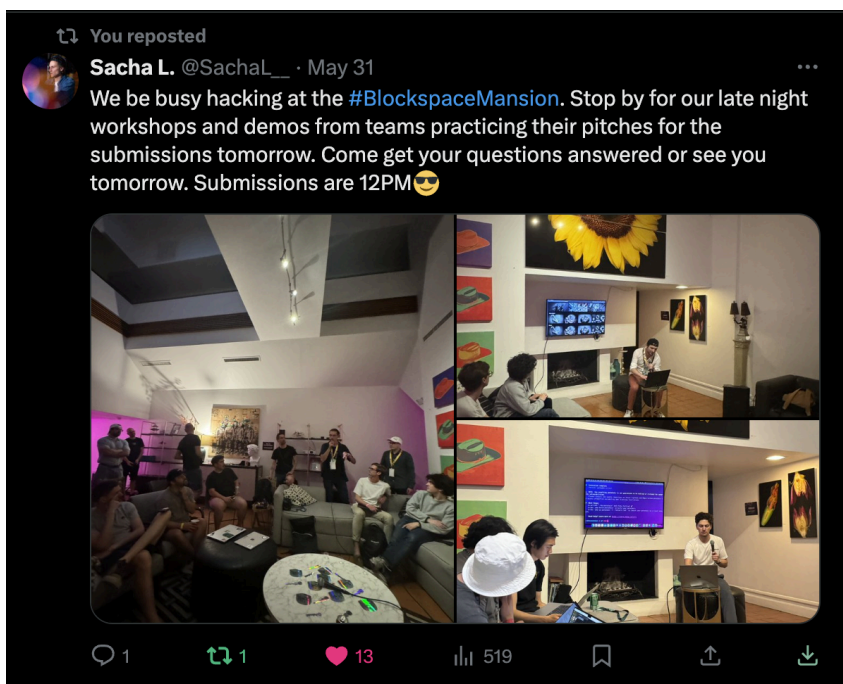 You reposted
Sacha L. @SachaL__ · May 31
We be busy hacking at the #BlockspaceMansion. Stop by for our late night
workshops and demos from teams practicing their pitches for the
submissions tomorrow. Come get your questions answered or see you
tomorrow. Submissions are 12PM😎
1
1
13
519